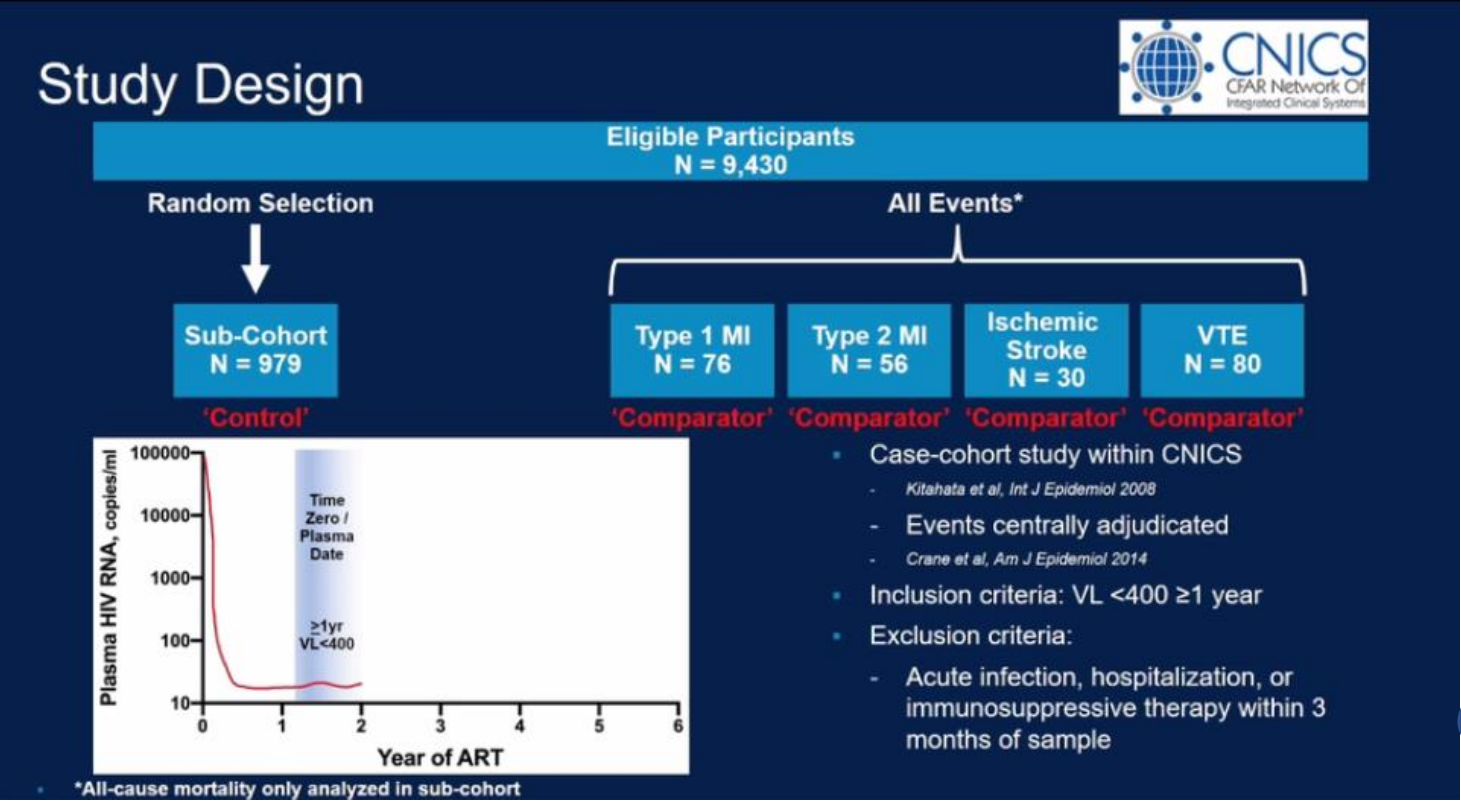 Study Design
CNICS
CFAR Network Of
Integrated Clinical Systems
Eligible Participants
N = 9,430
Random Selection
All Events*
Sub-Cohort
N = 979
'Control'
Type 1 MI
N = 76
'Comparator'
Type 2 MI
N = 56
'Comparator'
Ischemic
Stroke
N = 30
'Comparator'
VTE
N = 80
'Comparator'
Plasma HIV RNA, copies/ml
100000
10000
1000
100
10
Time
Zero /
Plasma
Date
≥1yr
VL<400
0 1 2 3 4 5 6
Year of ART
▪ Case-cohort study within CNICS
- Kitahata et al, Int J Epidemiol 2008
- Events centrally adjudicated
- Crane et al, Am J Epidemiol 2014
▪ Inclusion criteria: VL <400 ≥1 year
▪ Exclusion criteria:
- Acute infection, hospitalization, or
immunosuppressive therapy within 3
months of sample
▪ *All-cause mortality only analyzed in sub-cohort